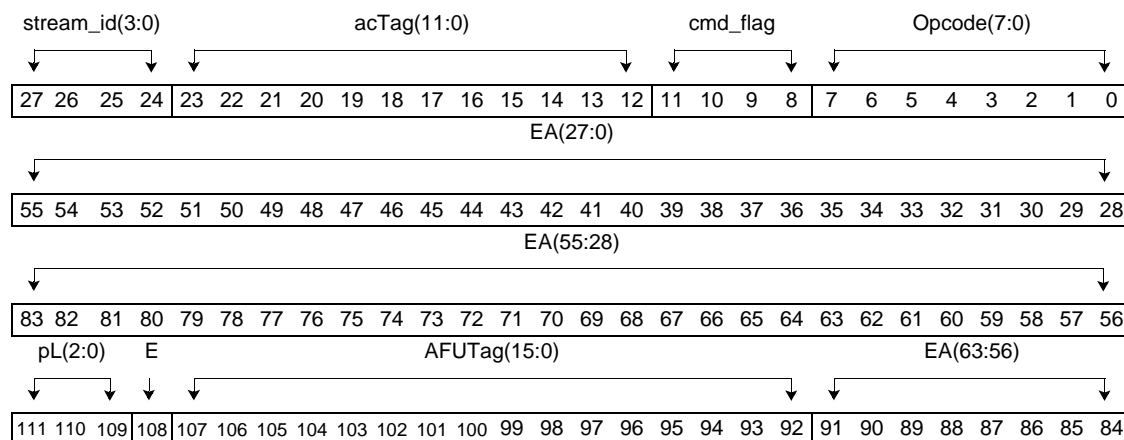 stream_id(3:0) acTag(11:0) cmd_flag Opcode(7:0)
27 26 25 24 23 22 21 20 19 18 17 16 15 14 13 12 11 10 9 8 7 6 5 4 3 2 1 0
EA(27:0)
55 54 53 52 51 50 49 48 47 46 45 44 43 42 41 40 39 38 37 36 35 34 33 32 31 30 29 28
EA(55:28)
83 82 81 80 79 78 77 76 75 74 73 72 71 70 69 68 67 66 65 64 63 62 61 60 59 58 57 56
pL(2:0) E AFUTag(15:0) EA(63:56)
111 110 109 108 107 106 105 104 103 102 101 100 99 98 97 96 95 94 93 92 91 90 89 88 87 86 85 84